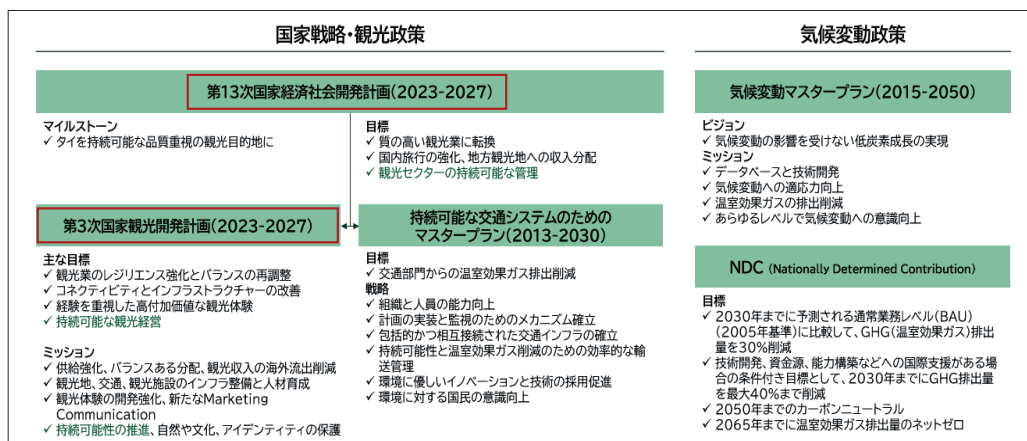 国家戦略・観光政策
第13次国家経済社会開発計画(2023-2027)
マイルストーン
✓ タイを持続可能な品質重視の観光目的地に
目標
✓ 質の高い観光業に転換
✓ 国内旅行の強化、地方観光地への収入分配
✓ 観光セクターの持続可能な管理
第3次国家観光開発計画(2023-2027)
主な目標
✓ 観光業のレジリエンス強化とバランスの再調整
✓ コネクティビティとインフラストラクチャーの改善
✓ 経験を重視した高付加価値な観光体験
✓ 持続可能な観光経営
ミッション
✓ 供給強化、バランスある分配、観光収入の海外流出削減
✓ 観光地、交通、観光施設のインフラ整備と人材育成
✓ 観光体験の開発強化、新たなMarketing
Communication
✓ 持続可能性の推進、自然や文化、アイデンティティの保護
持続可能な交通システムのための
マスタープラン(2013-2030)
目標
✓ 交通部門からの温室効果ガス排出削減
戦略
✓ 組織と人員の能力向上
✓ 計画の実装と監視のためのメカニズム確立
✓ 包括的かつ相互接続された交通インフラの確立
✓ 持続可能性と温室効果ガス削減のための効率的な輸
送管理
✓ 環境に優しいイノベーションと技術の採用促進
✓ 環境に対する国民の意識向上
気候変動政策
気候変動マスタープラン(2015-2050)
ビジョン
✓ 気候変動の影響を受けない低炭素成長の実現
ミッション
✓ データベースと技術開発
✓ 気候変動への適応力向上
✓ 温室効果ガスの排出削減
✓ あらゆるレベルで気候変動への意識向上
NDC (Nationally Determined Contribution)
目標
✓ 2030年までに予測される通常業務レベル(BAU)
(2005年基準)に比較して、GHG(温室効果ガス)排出
量を30%削減
✓ 技術開発、資金源、能力構築などへの国際支援がある場
合の条件付き目標として、2030年までにGHG排出量
を最大40%まで削減
✓ 2050年までのカーボンニュートラル
✓ 2065年までに温室効果ガス排出量のネットゼロ